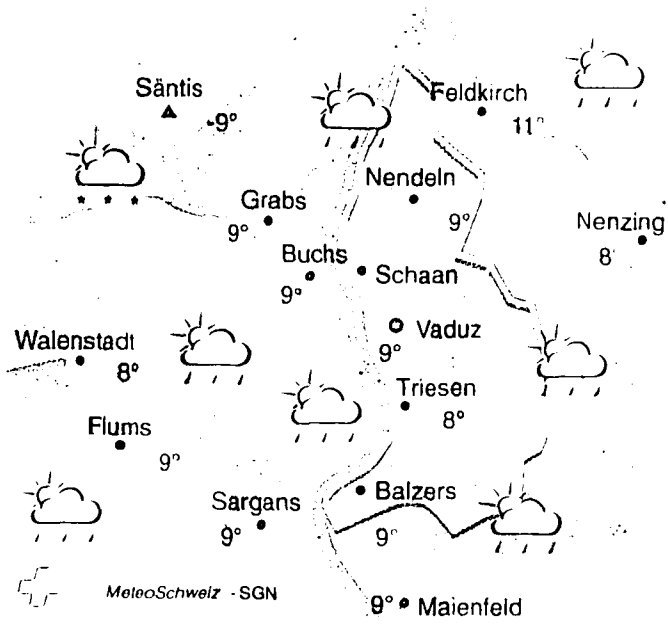 Säntis
-9°
Feldkirch
11°
Nendeln
9°
Grabs
9°
Nenzing
8°
Buchs
9°
Schaan
Walenstadt
8°
Vaduz
9°
Triesen
8°
Flums
9°
Sargans
9°
Balzers
9°
MeteoSchweiz - SGN
9° Maienfeld